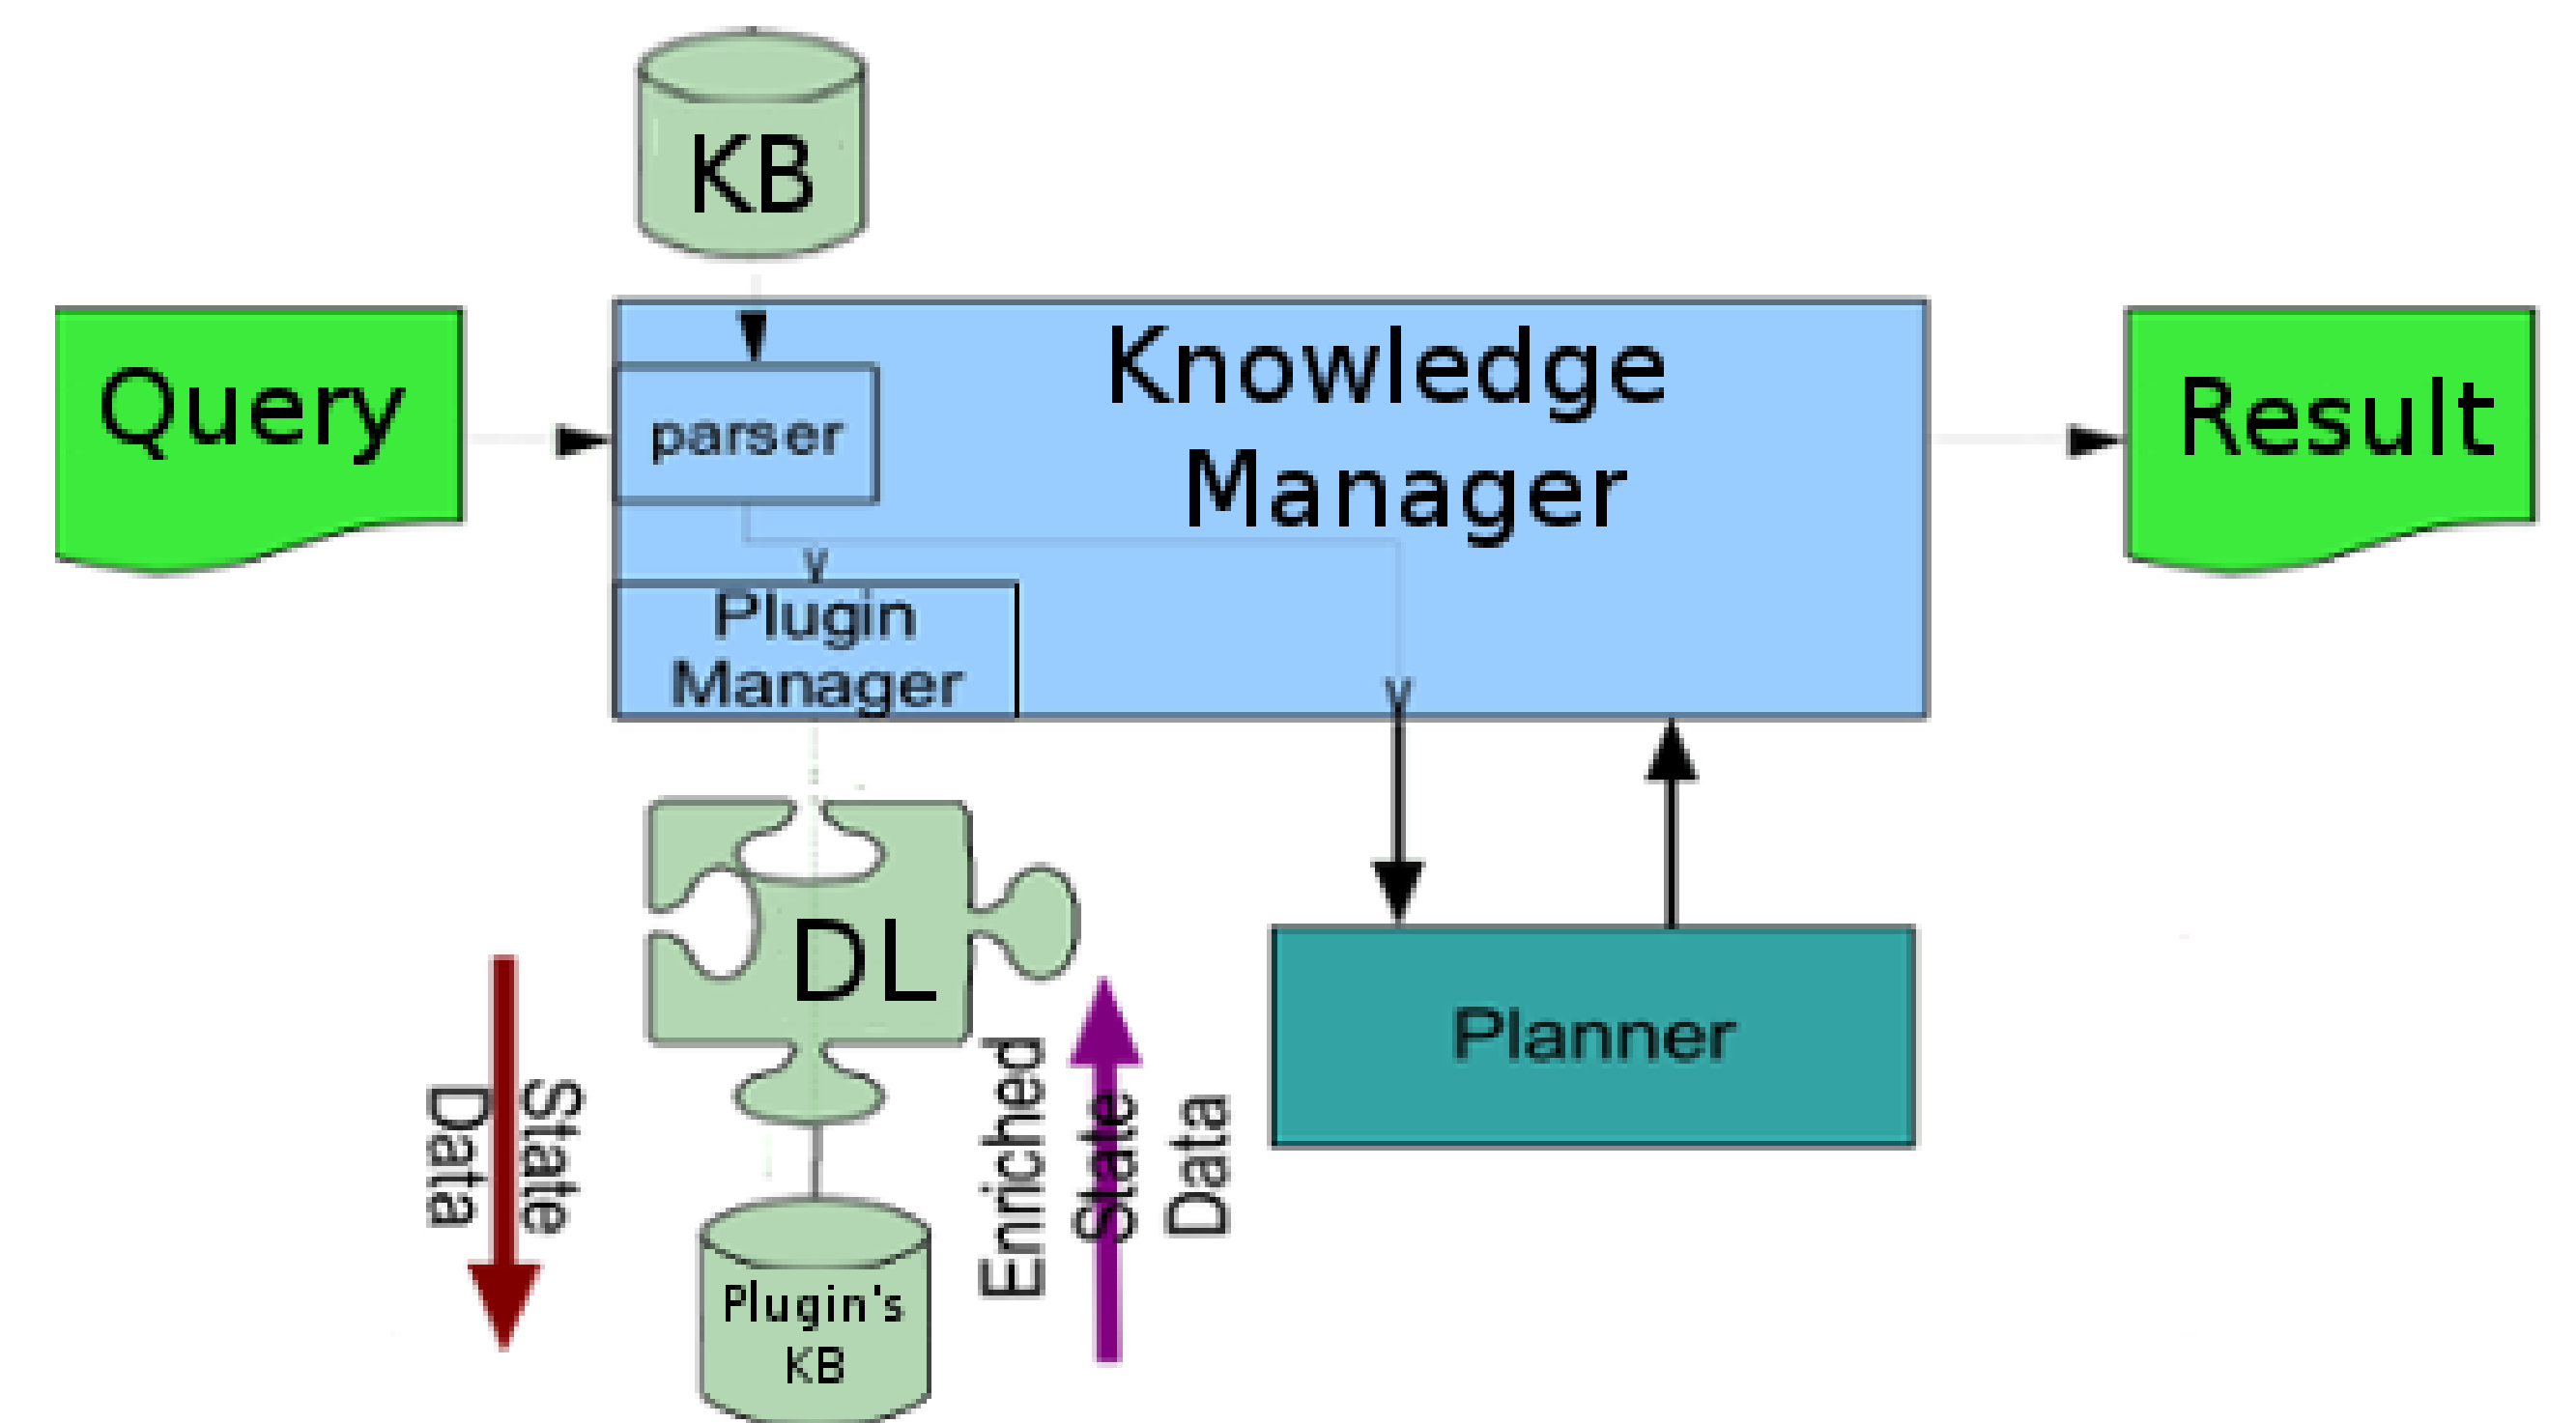 KB
Query
Knowledge
Manager
Result
parser
Plugin
Manager
DL
Planner
State
Data
Enriched
State
Data
Plugin's
KB